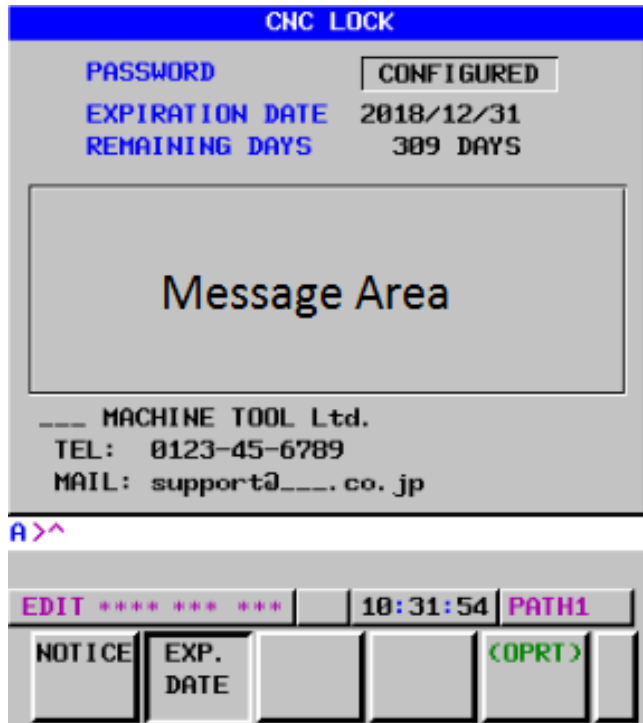 CNC LOCK
PASSWORD CONFIGURED
EXPIRATION DATE 2018/12/31
REMAINING DAYS 309 DAYS
Message Area
___ MACHINE TOOL Ltd.
TEL: 0123-45-6789
MAIL: support@___.co.jp
A>^
EDIT **** *** *** 10:31:54 PATH1
NOTICE EXP. DATE (OPRT)